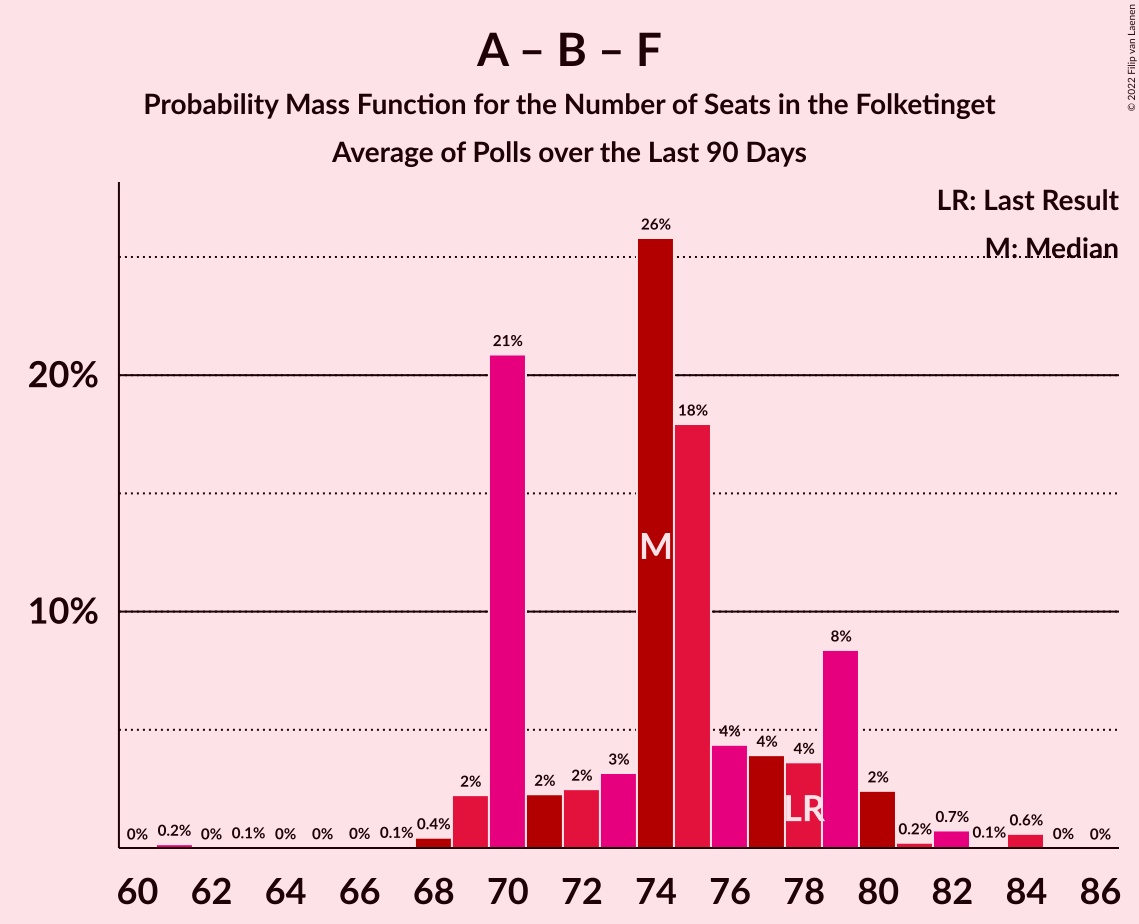 A – B – F
Probability Mass Function for the Number of Seats in the Folketinget
Average of Polls over the Last 90 Days
© 2022 Filip van Laenen
LR: Last Result
M: Median
20%
10%
0% 0.2% 0% 0.1% 0% 0% 0% 0.1% 0.4% 2% 21% 2% 2% 3% 26% 18% 4% 4% 4% 8% 2% 0.2% 0.7% 0.1% 0.6% 0% 0%
M
LR
60 62 64 66 68 70 72 74 76 78 80 82 84 86